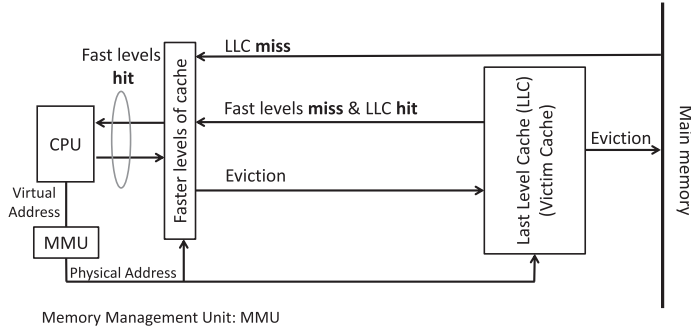 LLC miss
Fast levels
hit
Faster levels of cache
Fast levels miss & LLC hit
Last Level Cache (LLC)
(Victim Cache)
Main memory
CPU
Eviction
Eviction
Virtual
Address
MMU
Physical Address
Memory Management Unit: MMU